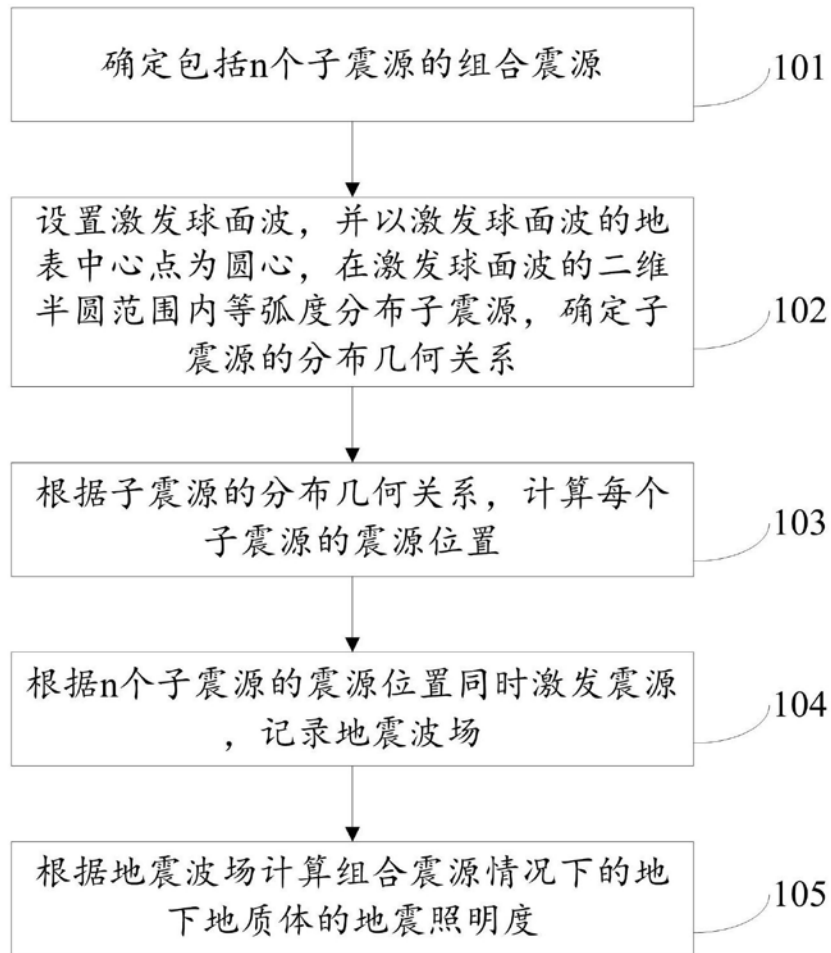 确定包括n个子震源的组合震源
101
设置激发球面波，并以激发球面波的地
表中心点为圆心，在激发球面波的二维
半圆范围内等弧度分布子震源，确定子
震源的分布几何关系
102
根据子震源的分布几何关系，计算每个
子震源的震源位置
103
根据n个子震源的震源位置同时激发震源
，记录地震波场
104
根据地震波场计算组合震源情况下的地
下地质体的地震照明度
105